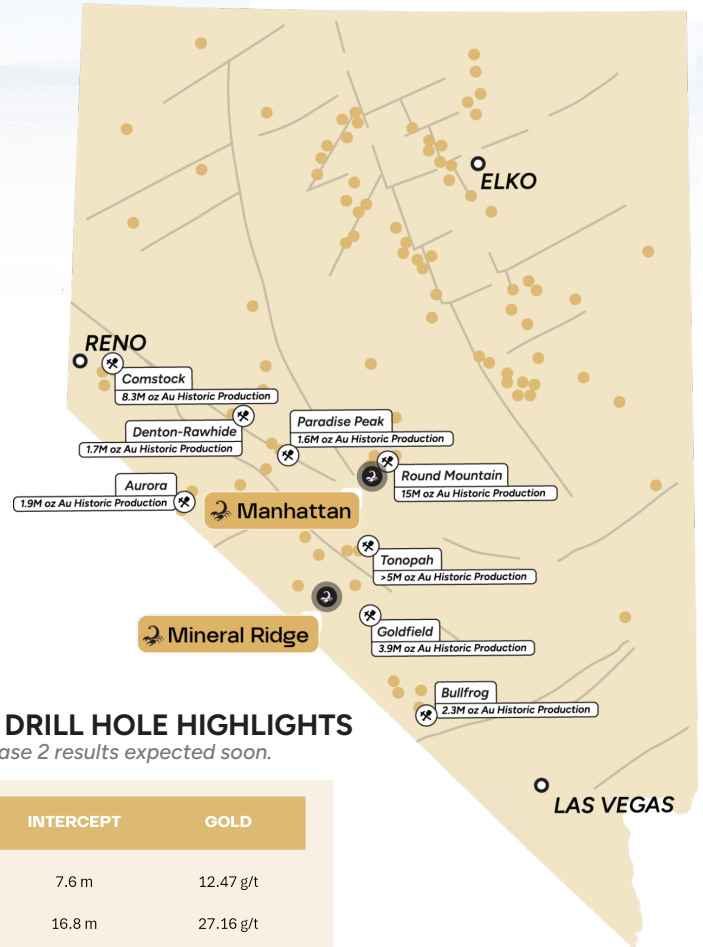 ELKO
RENO
Comstock
8.3M oz Au Historic Production
Denton-Rawhide
1.7M oz Au Historic Production
Paradise Peak
1.6M oz Au Historic Production
Round Mountain
15M oz Au Historic Production
Aurora
1.9M oz Au Historic Production
Manhattan
Tonopah
>5M oz Au Historic Production
Mineral Ridge
Goldfield
3.9M oz Au Historic Production
Bullfrog
2.3M oz Au Historic Production
LAS VEGAS
DRILL HOLE HIGHLIGHTS
ase 2 results expected soon.
INTERCEPT GOLD
7.6 m 12.47 g/t
16.8 m 27.16 g/t